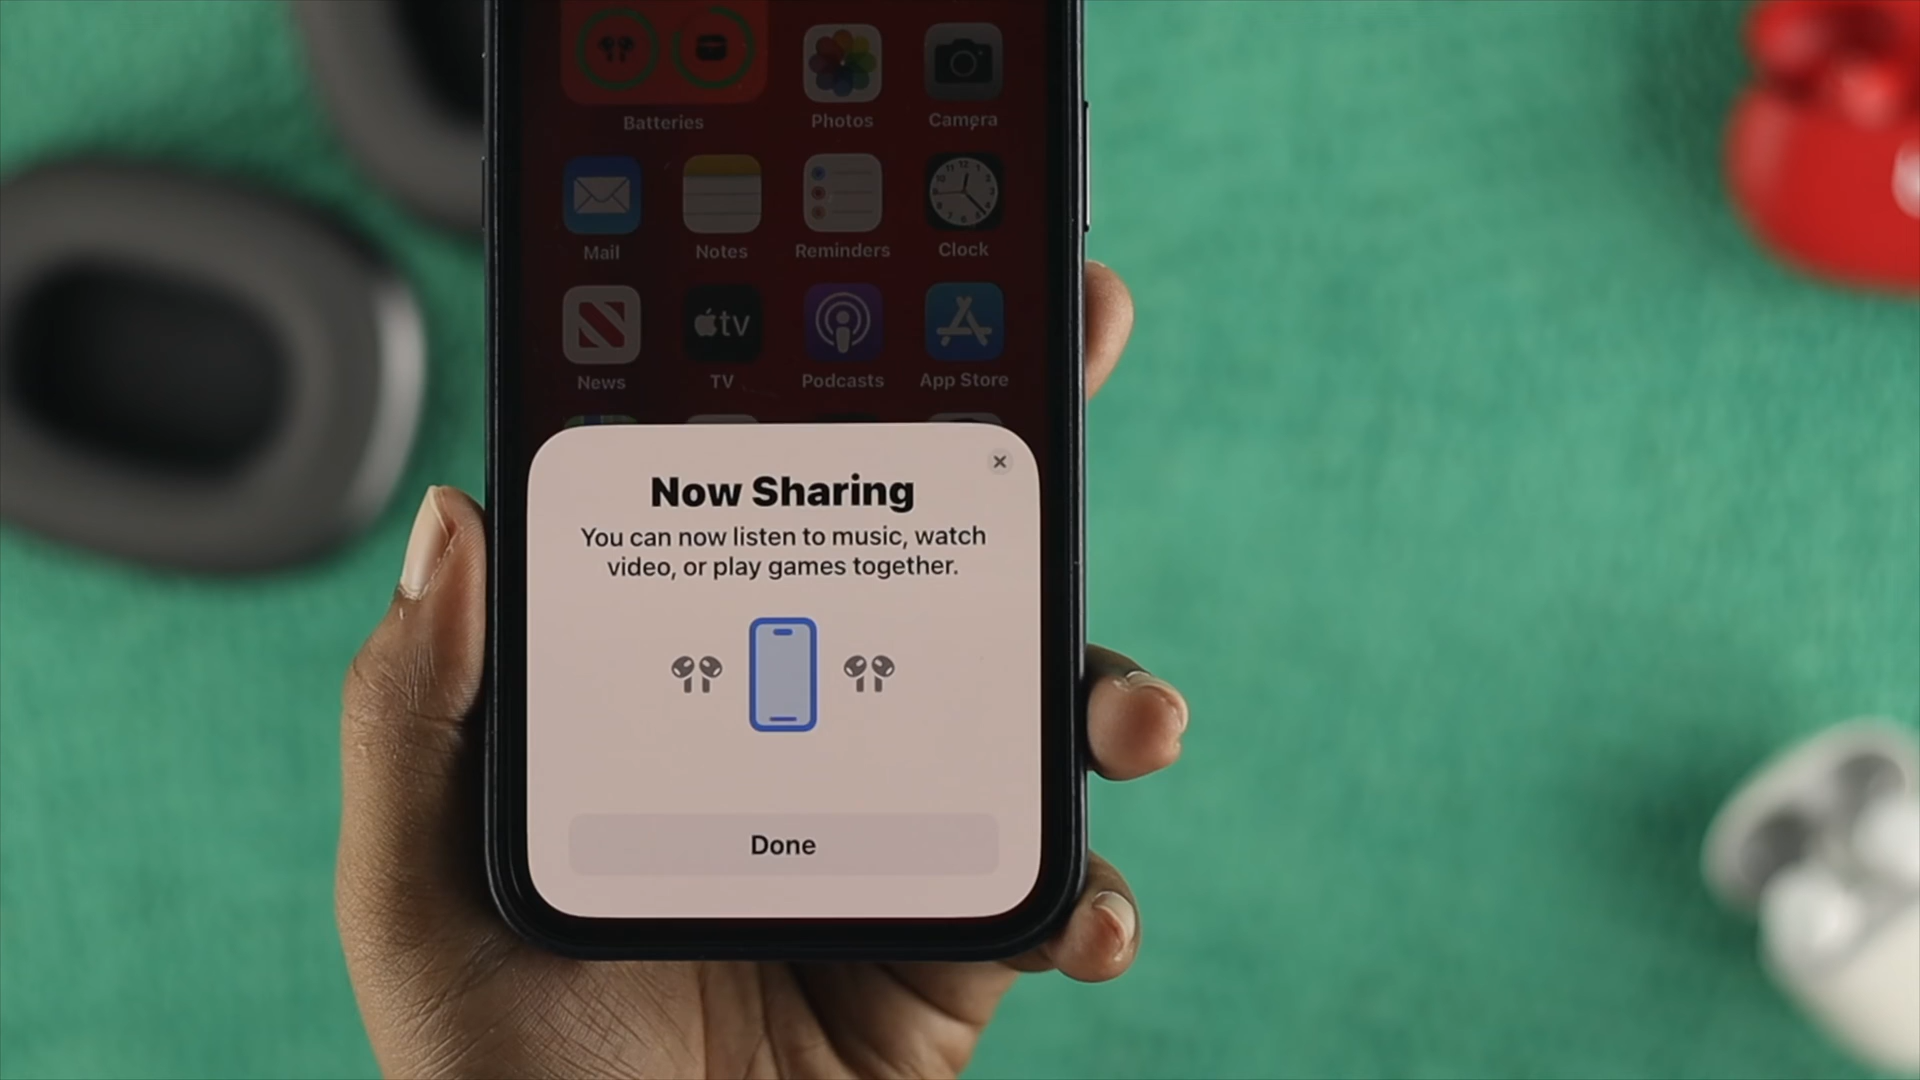 Batteries
Photos
Camera
Mail
Notes
Reminders
Clock
12
News
tv
TV
Podcasts
App Store
Now Sharing
You can now listen to music, watch
video, or play games together.
Done